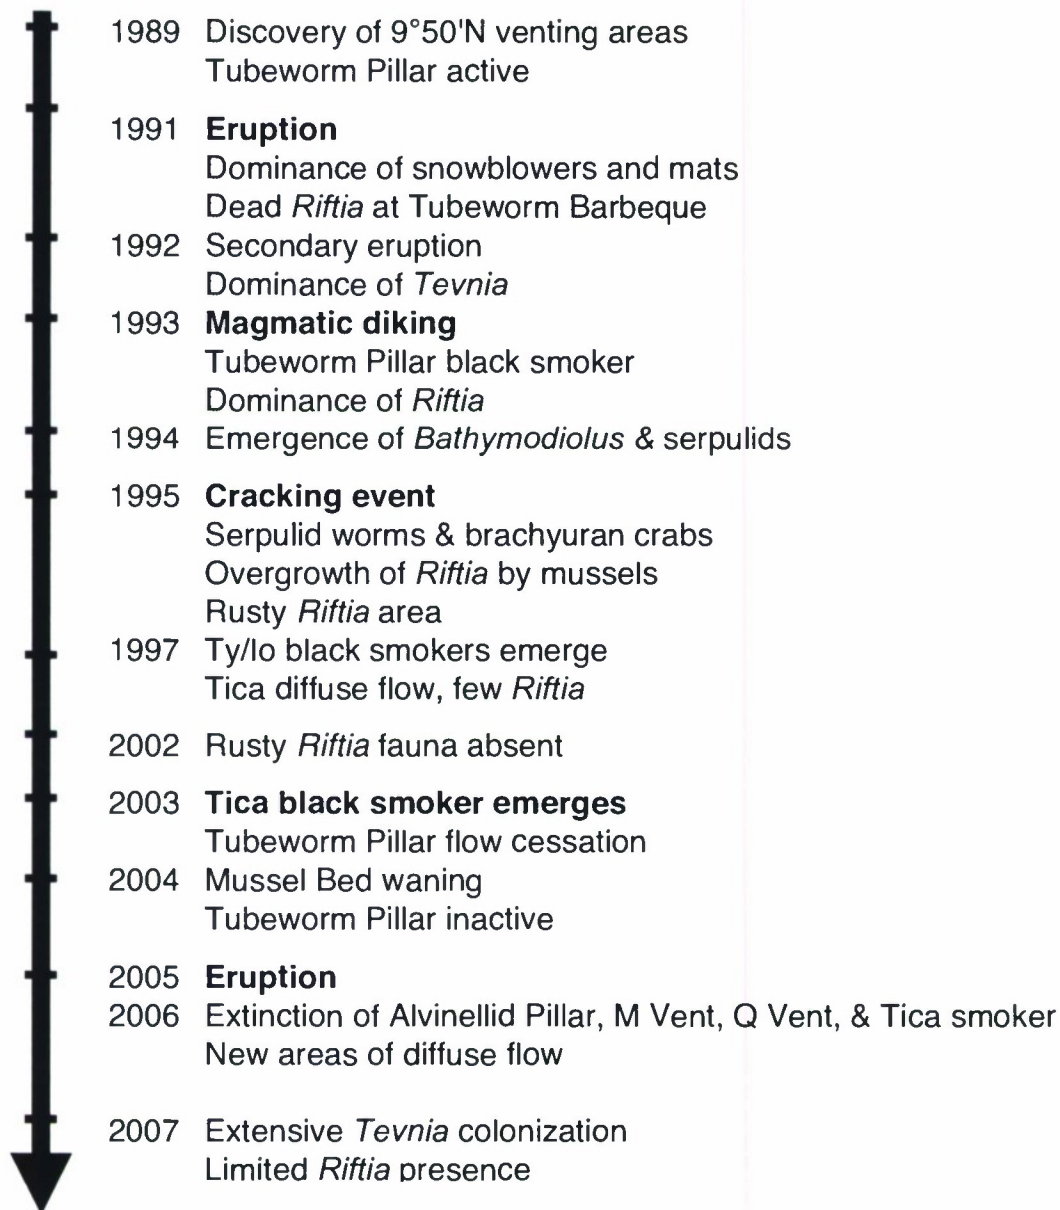 1989 Discovery of 9°50'N venting areas
Tubeworm Pillar active
1991 Eruption
Dominance of snowblowers and mats
Dead Riftia at Tubeworm Barbeque
1992 Secondary eruption
Dominance of Tevnia
1993 Magmatic diking
Tubeworm Pillar black smoker
Dominance of Riftia
1994 Emergence of Bathymodiolus & serpulids
1995 Cracking event
Serpulid worms & brachyuran crabs
Overgrowth of Riftia by mussels
Rusty Riftia area
1997 Ty/Io black smokers emerge
Tica diffuse flow, few Riftia
2002 Rusty Riftia fauna absent
2003 Tica black smoker emerges
Tubeworm Pillar flow cessation
2004 Mussel Bed waning
Tubeworm Pillar inactive
2005 Eruption
2006 Extinction of Alvinellid Pillar, M Vent, Q Vent, & Tica smoker
New areas of diffuse flow
2007 Extensive Tevnia colonization
Limited Riftia presence